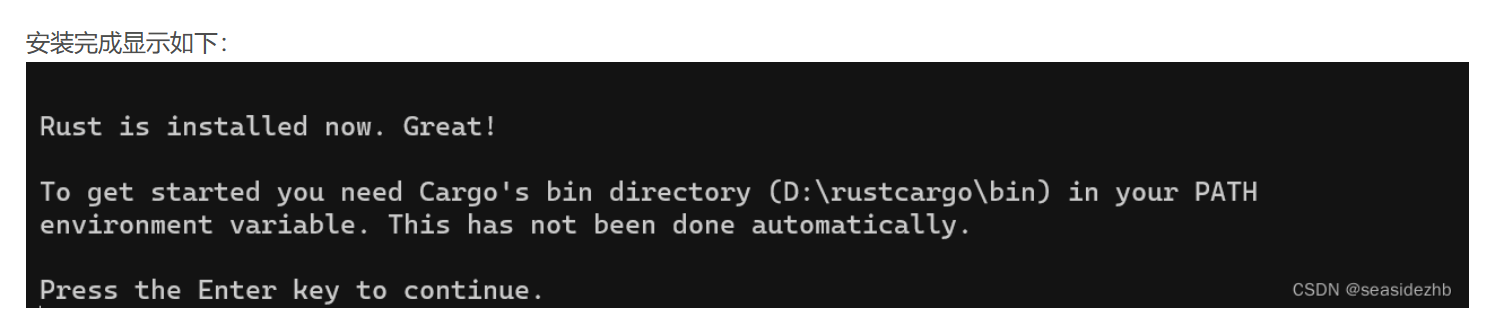 安装完成显示如下：
Rust is installed now. Great!
To get started you need Cargo's bin directory (D:\rustcargo\bin) in your PATH
environment variable. This has not been done automatically.
Press the Enter key to continue.
CSDN @seasidezhb